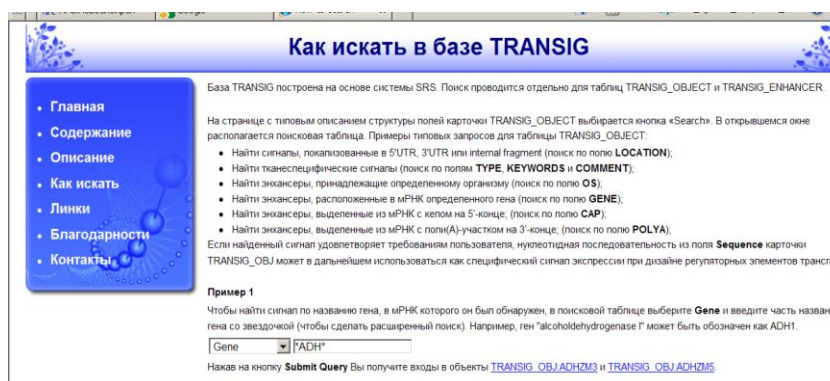 Как искать в базе TRANSIG
Главная
Содержание
Описание
Как искать
Линки
Благодарности
Контакты
База TRANSIG построена на основе системы SRS. Поиск проводится отдельно для таблиц TRANSIG_OBJECT и TRANSIG_ENHANCER.
На странице с типовым описанием структуры полей карточки TRANSIG_OBJECT выбирается кнопка «Search». В открывшемся окне
располагается поисковая таблица. Примеры типовых запросов для таблицы TRANSIG_OBJECT:
Найти сигналы, локализованные в 5'UTR, 3'UTR или internal fragment (поиск по полю LOCATION);
Найти тканеспецифические сигналы (поиск по полям TYPE, KEYWORDS и COMMENT);
Найти энхансеры, принадлежащие определенному организму (поиск по полю OS);
Найти энхансеры, расположенные в мРНК определенного гена (поиск по полю GENE);
Найти энхансеры, выделенные из мРНК с кепом на 5'-конце; (поиск по полю CAP);
Найти энхансеры, выделенные из мРНК с поли(А)-участком на 3'-конце; (поиск по полю POLYA);
Если найденный сигнал удовлетворяет требованиям пользователя, нуклеотидная последовательность из поля Sequence карточки
TRANSIG_OBJ может в дальнейшем использоваться как специфический сигнал экспрессии при дизайне регуляторных элементов трансг
Пример 1
Чтобы найти сигнал по названию гена, в мРНК которого он был обнаружен, в поисковой таблице выберите Gene и введите часть назван
гена со звездочкой (чтобы сделать расширенный поиск). Например, ген "alcoholdehydrogenase I" может быть обозначен как ADH1.
Gene *ADH*
Нажав на кнопку Submit Query Вы получите входы в объекты TRANSIG_OBJ:ADHZM3 и TRANSIG_OBJ:ADHZM5.